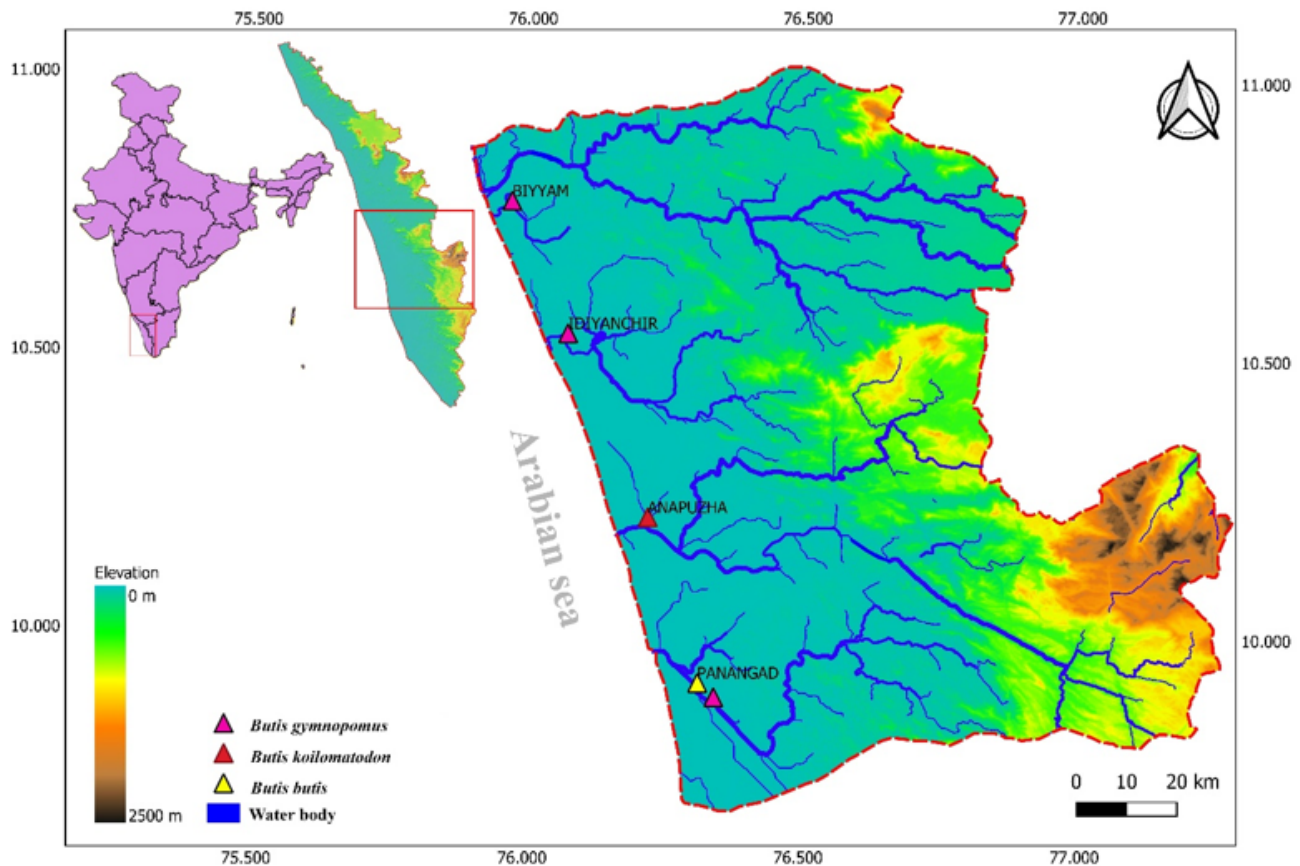 75.500 76.000 76.500 77.000
11.000 11.000
BIYYAM
IDIYANCHIR
10.500 10.500
Arabian sea
ANAPUZHA
Elevation
0 m
2500 m
10.000 10.000
PANANGAD
Butis gymnopomus
Butis koilomatodon
Butis butis
Water body
0 10 20 km
75.500 76.000 76.500 77.000